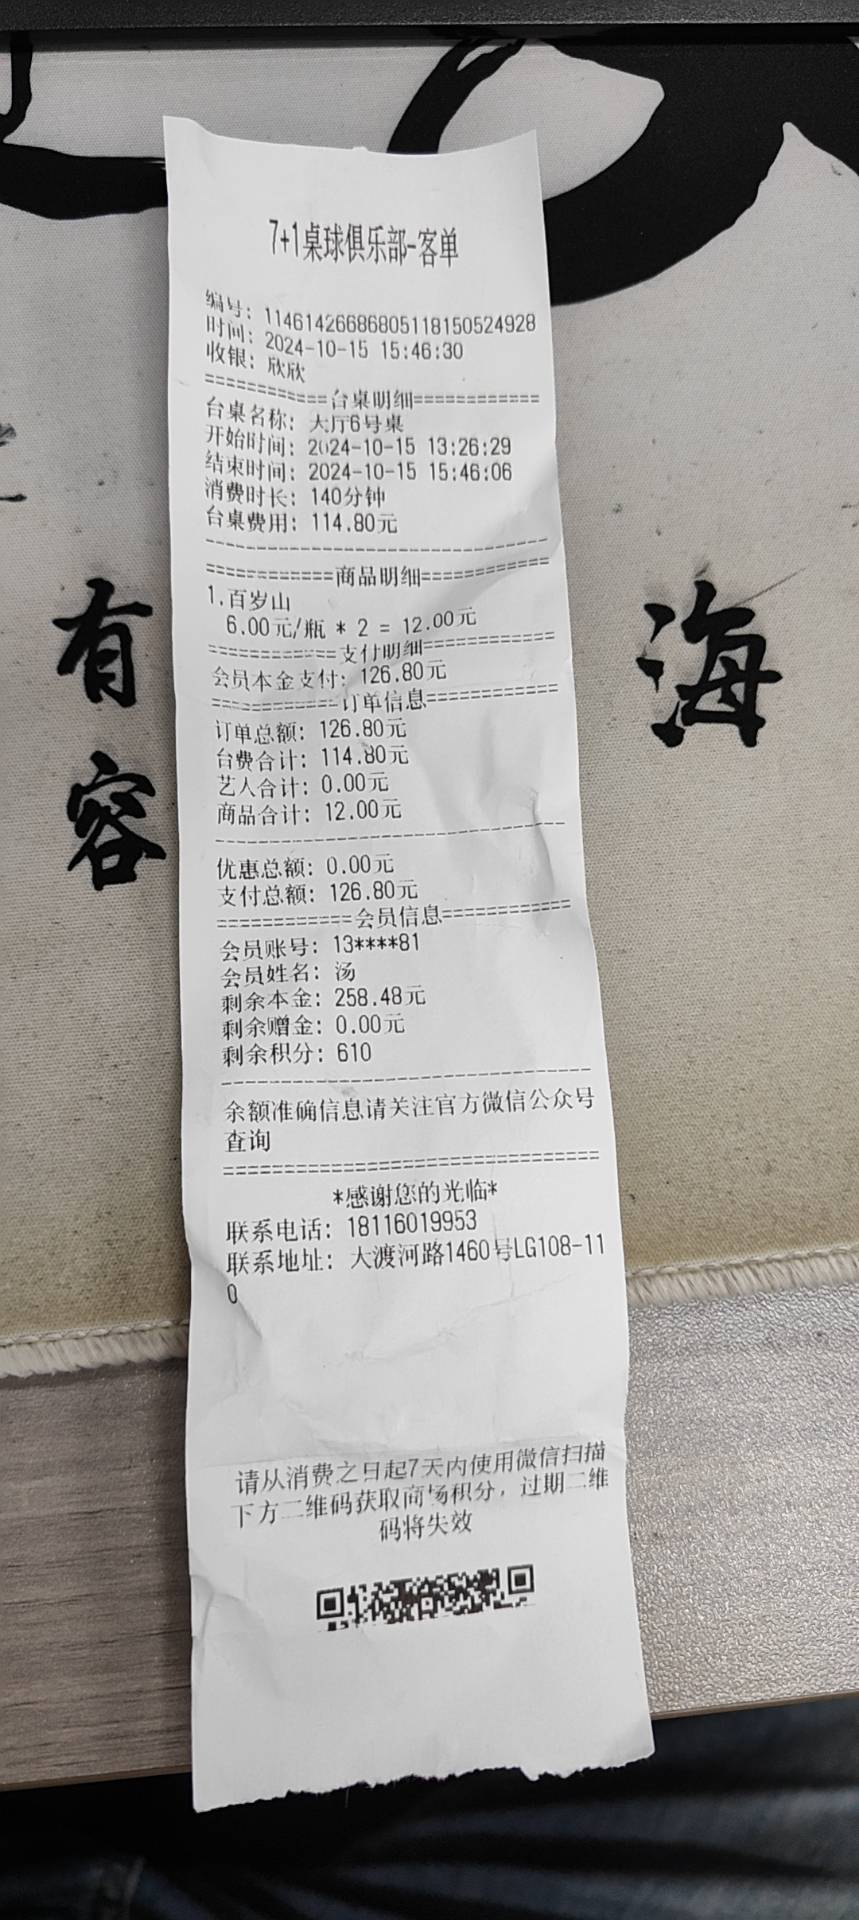 7+1桌球俱乐部-客单
编号: 11461426686805118150524928
时间: 2024-10-15 15:46:30
收银: 欣欣
============台桌明细============
台桌名称: 大厅6号桌
开始时间: 2024-10-15 13:26:29
结束时间: 2024-10-15 15:46:06
消费时长: 140分钟
台桌费用: 114.80元
--------------------------------
============商品明细============
1.百岁山
6.00元/瓶 * 2 = 12.00元
============支付明细============
会员本金支付: 126.80元
============订单信息============
订单总额: 126.80元
台费合计: 114.80元
艺人合计: 0.00元
商品合计: 12.00元
--------------------------------
优惠总额: 0.00元
支付总额: 126.80元
============会员信息============
会员账号: 13****81
会员姓名: 汤
剩余本金: 258.48元
剩余赠金: 0.00元
剩余积分: 610
--------------------------------
余额准确信息请关注官方微信公众号
查询
================================
*感谢您的光临*
联系电话: 18116019953
联系地址: 大渡河路1460号LG108-11
0
请从消费之日起7天内使用微信扫描
下方二维码获取商场积分，过期二维
码将失效
海
有
容